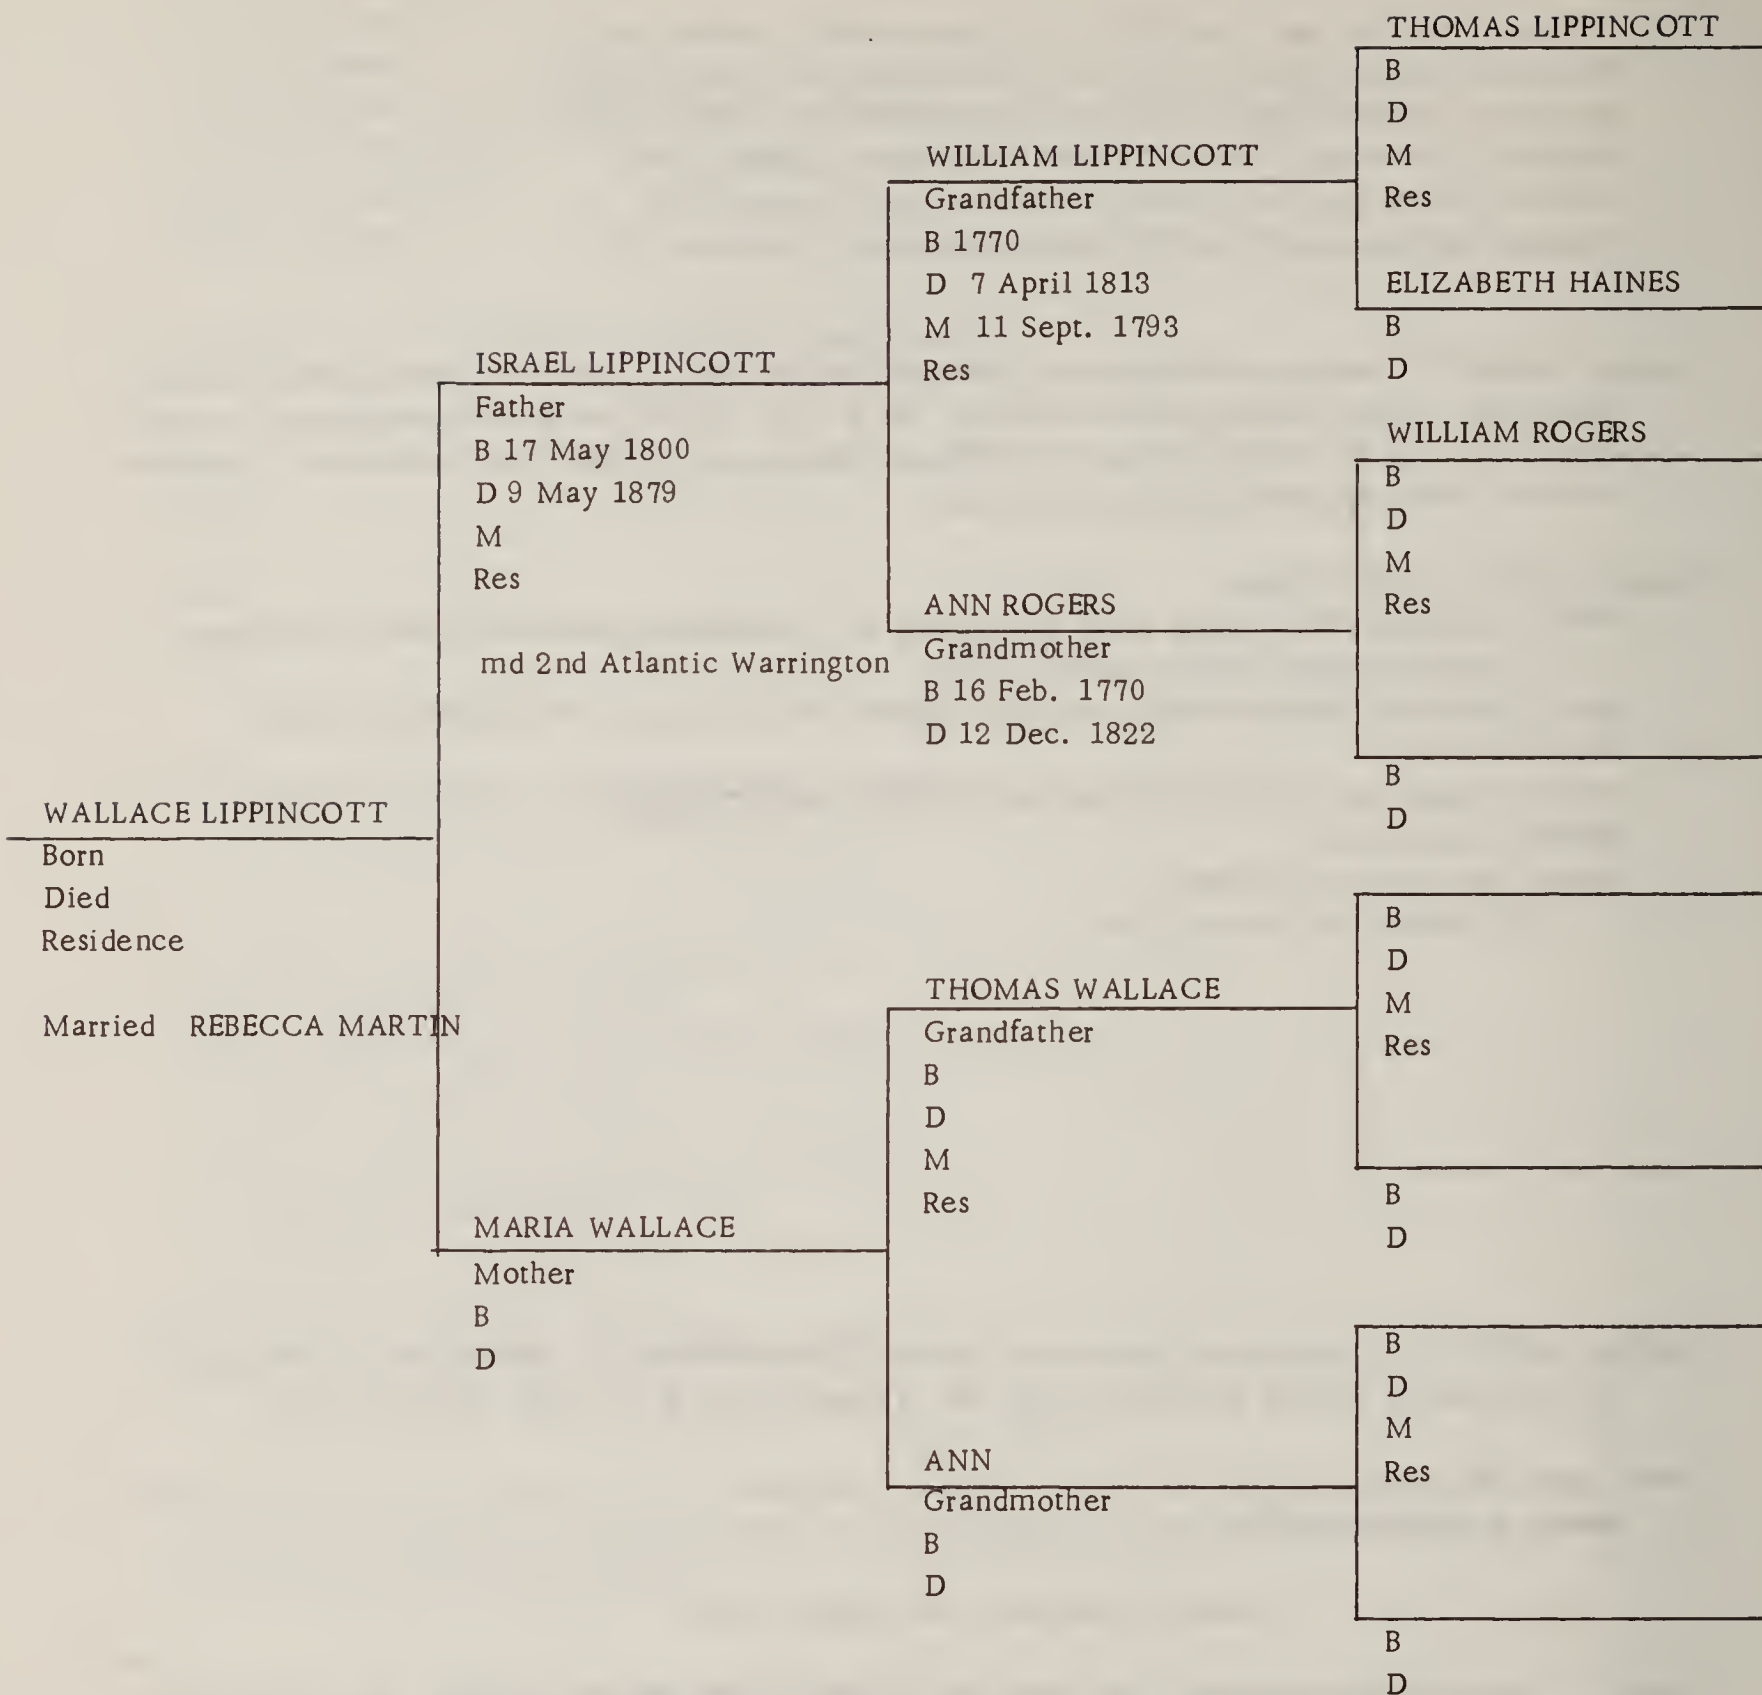 WALLACE LIPPINCOTT
Born
Died
Residence
Married REBECCA MARTIN
ISRAEL LIPPINCOTT
Father
B 17 May 1800
D 9 May 1879
M
Res
md 2nd Atlantic Warrington
MARIA WALLACE
Mother
B
D
WILLIAM LIPPINCOTT
Grandfather
B 1770
D 7 April 1813
M 11 Sept. 1793
Res
ANN ROGERS
Grandmother
B 16 Feb. 1770
D 12 Dec. 1822
THOMAS WALLACE
Grandfather
B
D
M
Res
ANN
Grandmother
B
D
THOMAS LIPPINCOTT
B
D
M
Res
ELIZABETH HAINES
B
D
WILLIAM ROGERS
B
D
M
Res
B
D
B
D
M
Res
B
D
B
D
M
Res
B
D